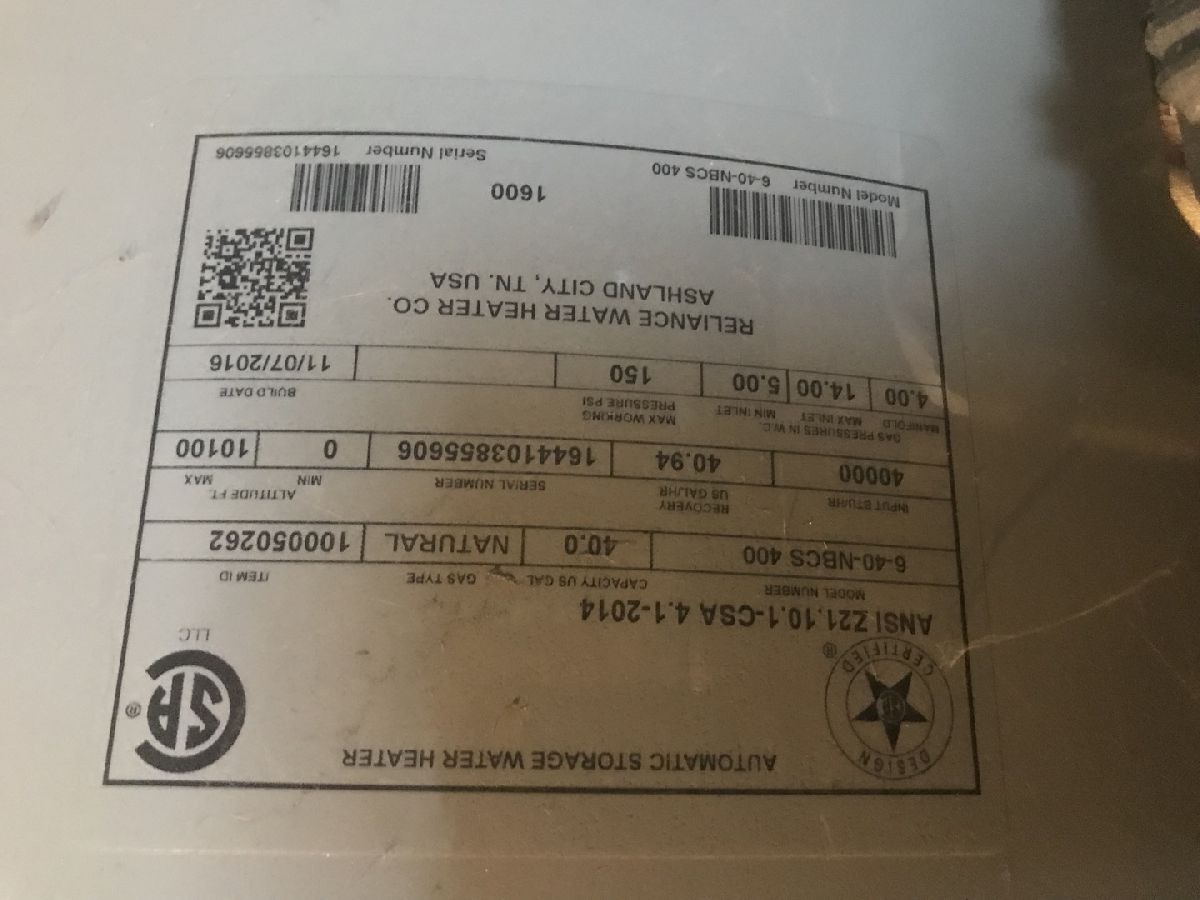 AUTOMATIC STORAGE WATER HEATER
DESIGN CERTIFIED ®
SA ®
LLC
ANSI Z21.10.1-CSA 4.1-2014
MODEL NUMBER CAPACITY US GAL GAS TYPE ITEM ID
6-40-NBCS 400 40.0 NATURAL 100050262
INPUT BTU/HR RECOVERY US GAL/HR SERIAL NUMBER ALTITUDE FT. MIN MAX
40000 40.94 1644103855606 0 10100
GAS PRESSURES IN W.C. MAX WORKING PRESSURE PSI BUILD DATE
MANIFOLD MAX INLET MIN INLET
4.00 14.00 5.00 150 11/07/2016
RELIANCE WATER HEATER CO.
ASHLAND CITY, TN. USA
1600
Model Number 6-40-NBCS 400 Serial Number 1644103855606